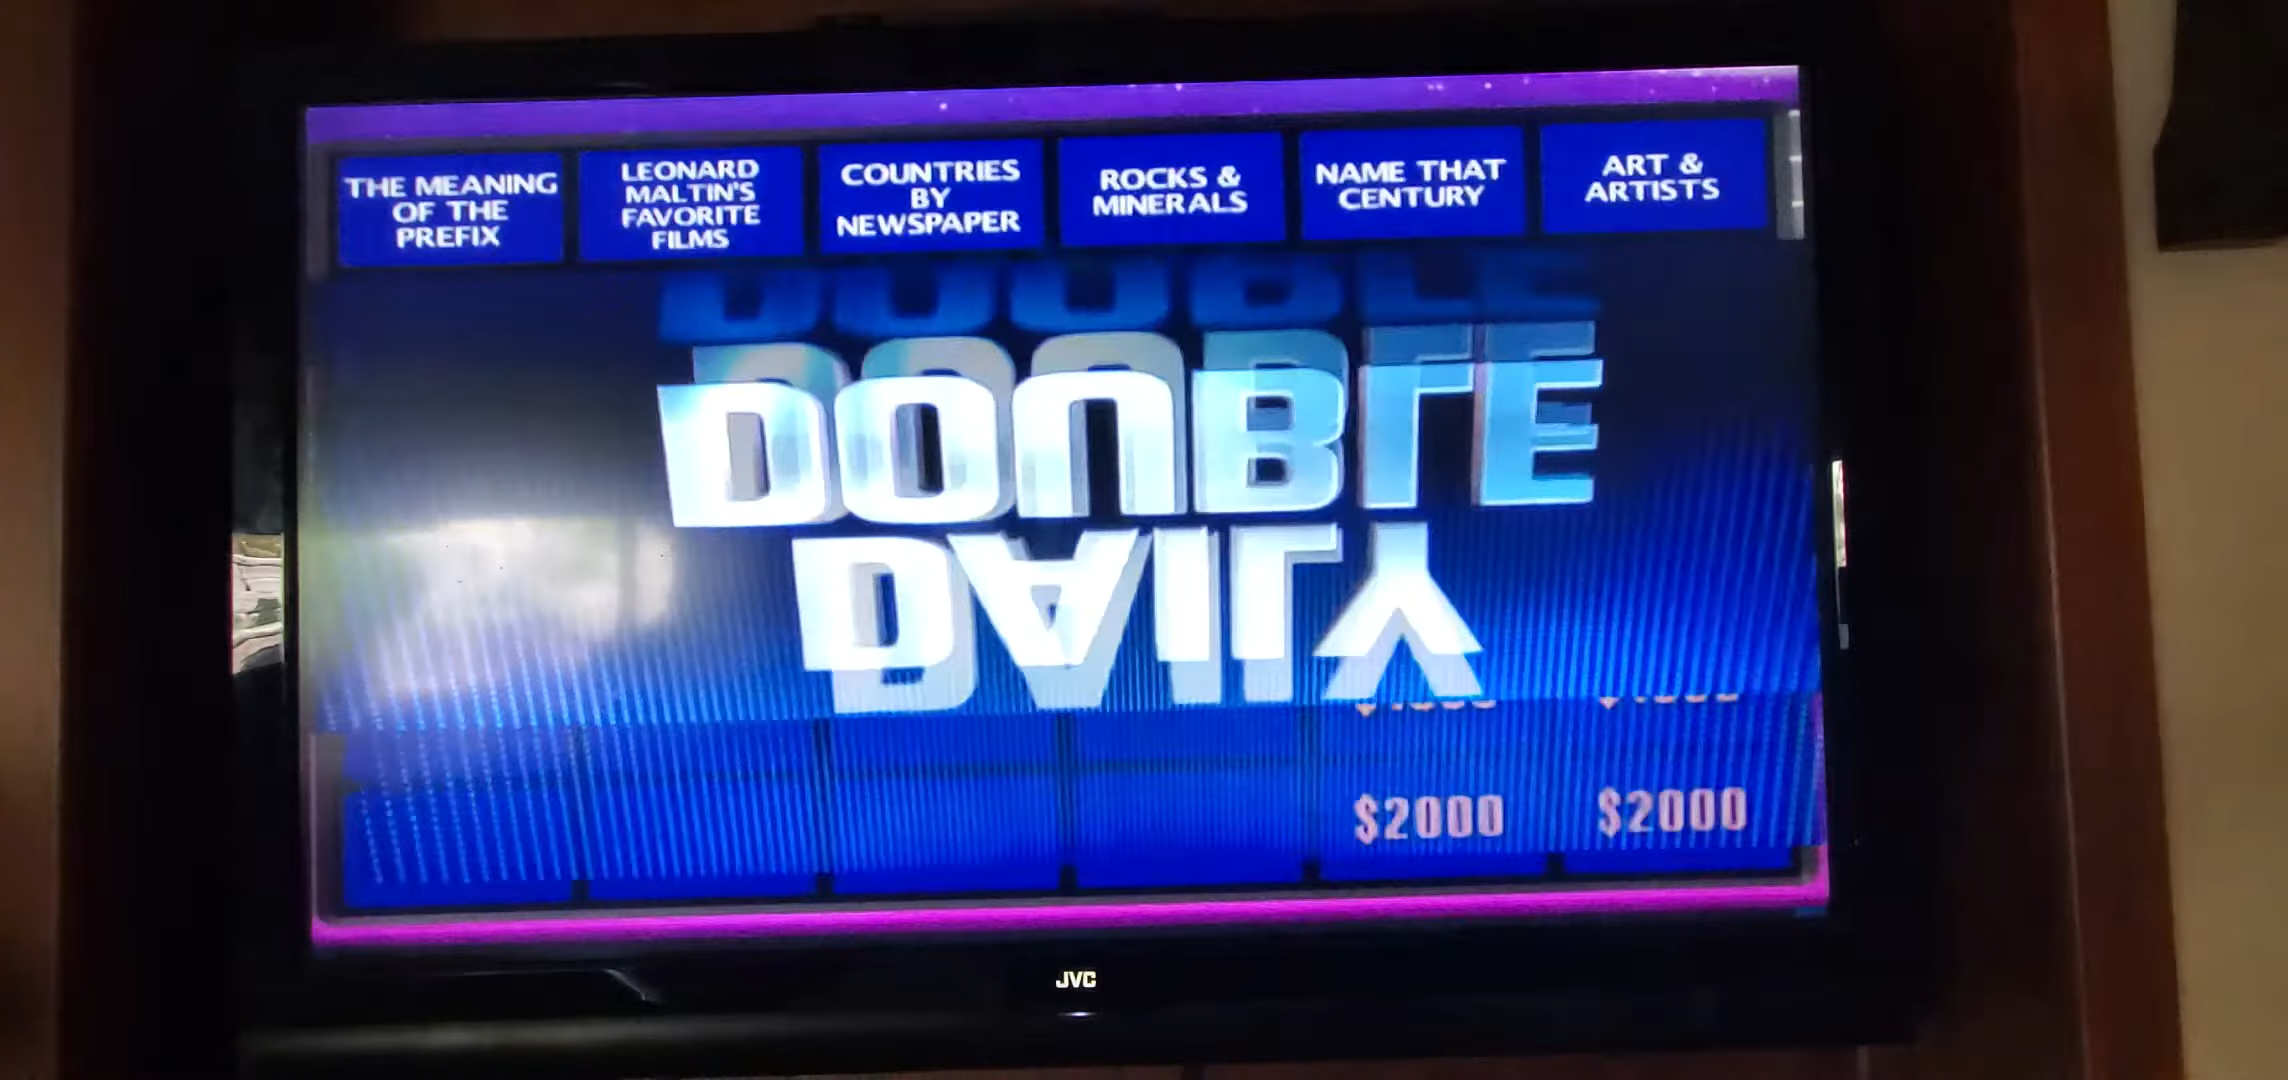 THE MEANING
OF THE
PREFIX
LEONARD
MALTIN'S
FAVORITE
FILMS
COUNTRIES
BY
NEWSPAPER
ROCKS &
MINERALS
NAME THAT
CENTURY
ART &
ARTISTS
DOUBLE
DAILY
$2000
$2000
JVC